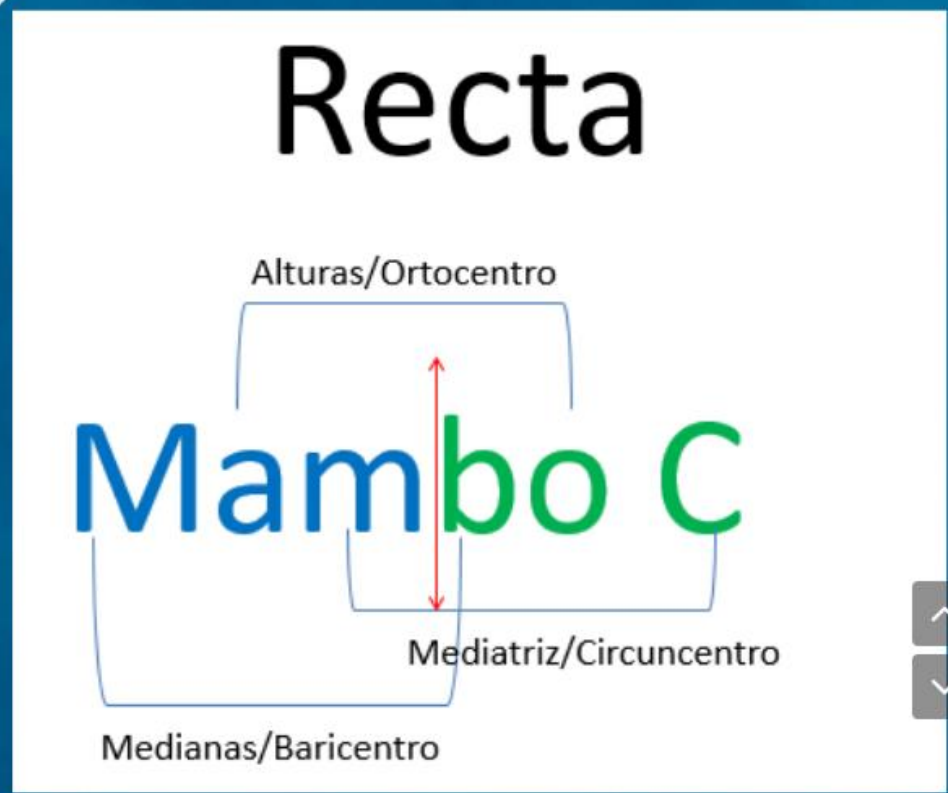 Recta
Alturas/Ortocentro
Mambo C
Mediatriz/Circuncentro
Medianas/Baricentro